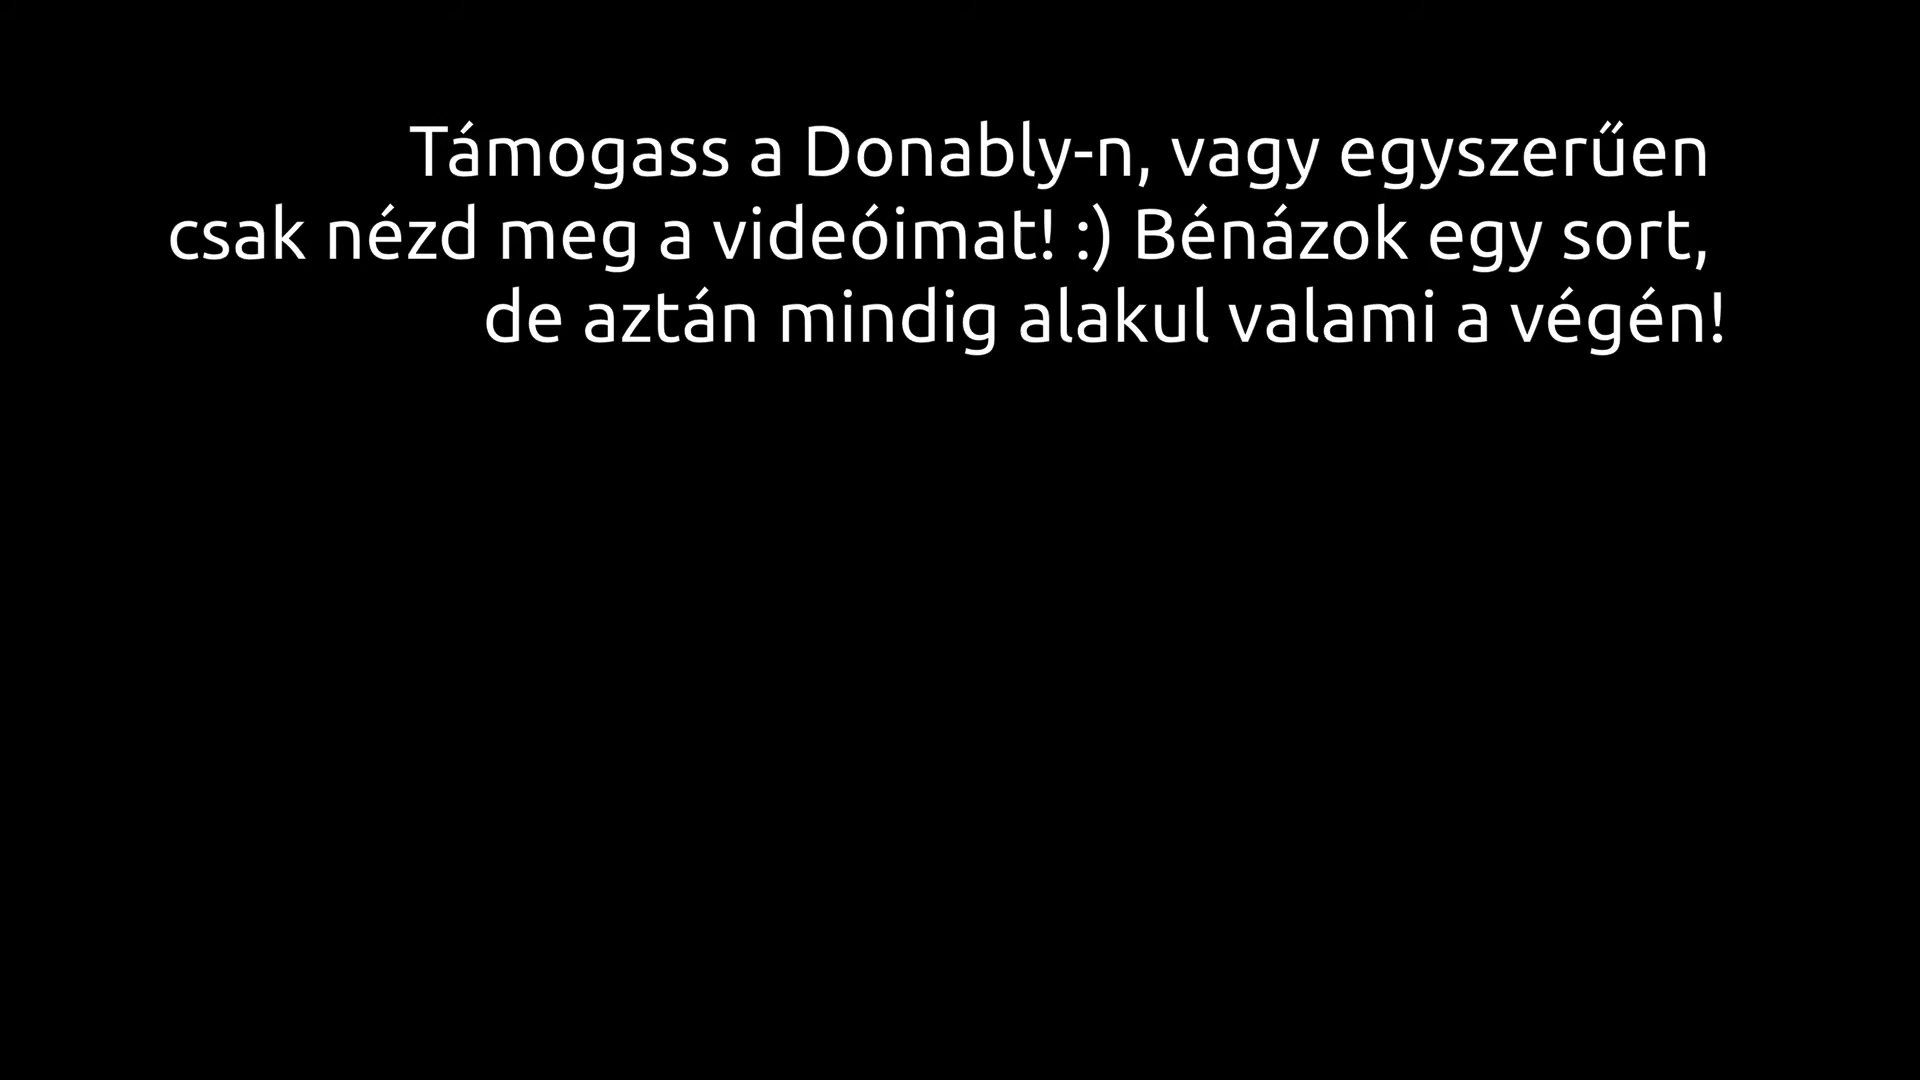 Támogass a Donably-n, vagy egyszerűen
csak nézd meg a videóimat! :) Bénázok egy sort,
de aztán mindig alakul valami a végén!